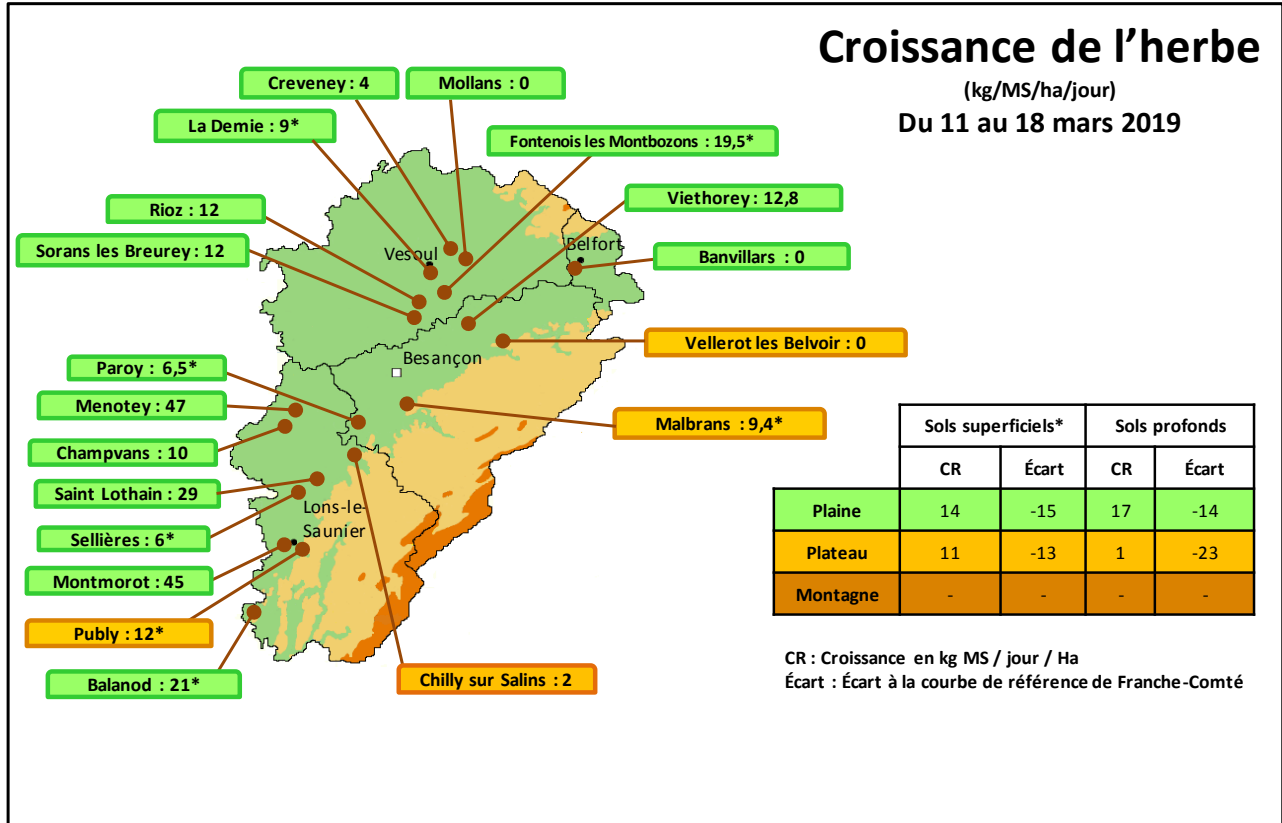 Croissance de l’herbe
(kg/MS/ha/jour)
Du 11 au 18 mars 2019
Creveney : 4
Mollans : 0
La Demie : 9*
Fontenois les Montbozons : 19,5*
Viethorey : 12,8
Rioz : 12
Sorans les Breurey : 12
Vesoul
Belfort
Banvillars : 0
Vellerot les Belvoir : 0
Besançon
Paroy : 6,5*
Menotey : 47
Malbrans : 9,4*
Champvans : 10
Saint Lothain : 29
Lons-le-
Saunier
Sellières : 6*
Montmorot : 45
Publy : 12*
Balanod : 21*
Chilly sur Salins : 2
Sols superficiels* Sols profonds
CR Écart CR Écart
Plaine 14 -15 17 -14
Plateau 11 -13 1 -23
Montagne - - - -
CR : Croissance en kg MS / jour / Ha
Écart : Écart à la courbe de référence de Franche-Comté